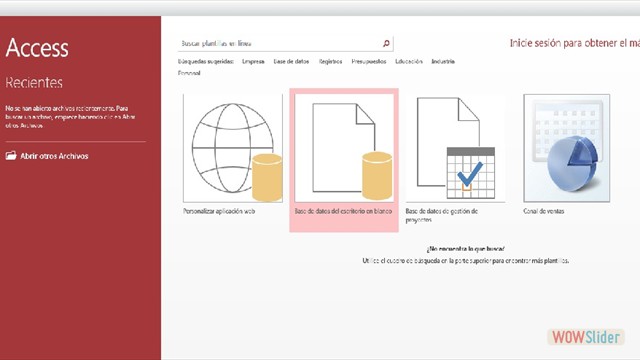 Access
Recientes
No se han abierto archivos recientemente. Para
buscar un archivo, empiece haciendo clic en Abrir
otros Archivos.
Abrir otros Archivos
Buscar plantillas en línea
Inicie sesión para obtener el má
Búsquedas sugeridas: Empresa Base de datos Registros Presupuestos Educación Industria
Personal
Personalizar aplicación web
Base de datos del escritorio en blanco
Base de datos de gestión de
proyectos
Canal de ventas
¿No encuentra lo que busca?
Utilice el cuadro de búsqueda en la parte superior para encontrar más plantillas.
WOWSlider